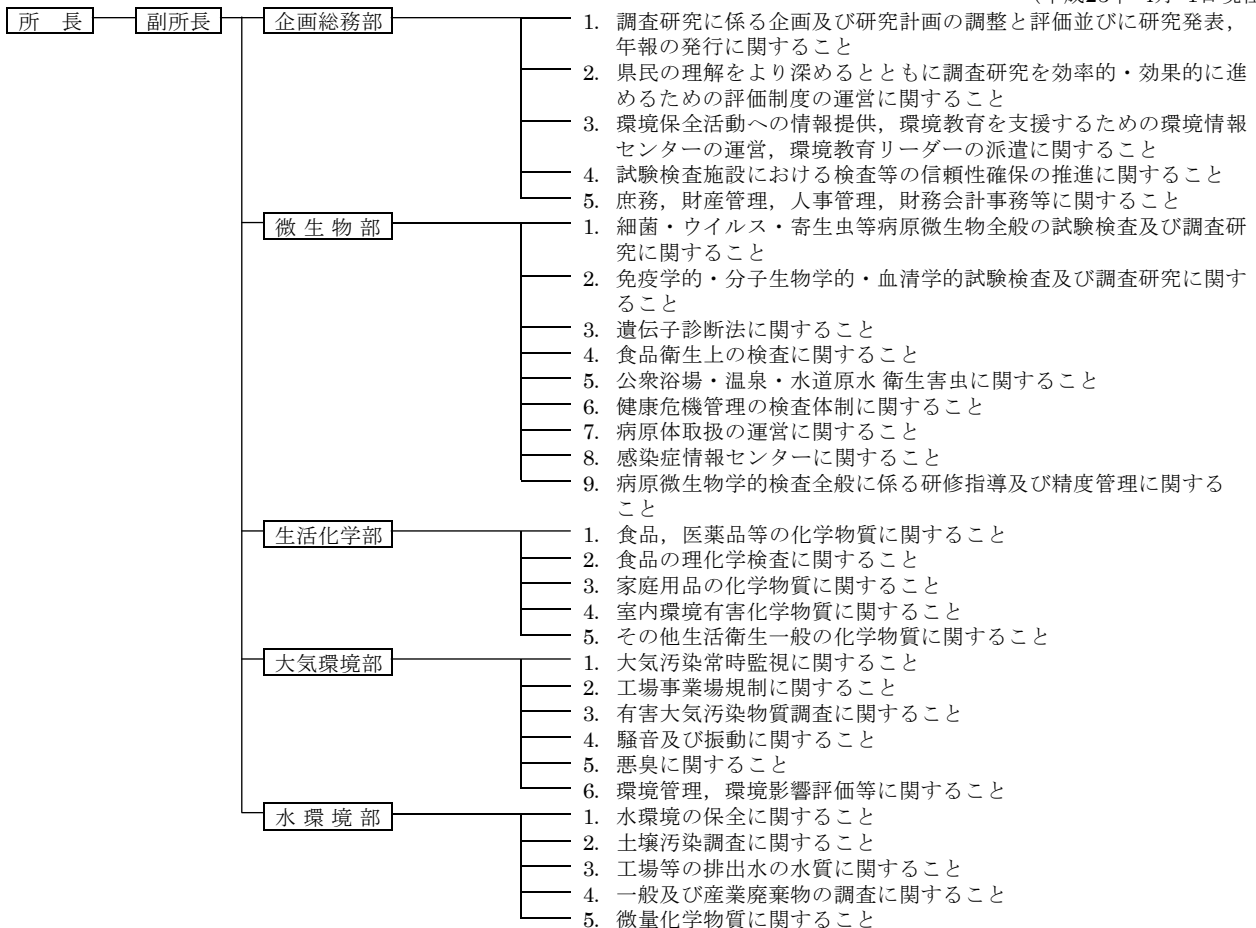 所 長 副所長 企画総務部 1. 調査研究に係る企画及び研究計画の調整と評価並びに研究発表，
年報の発行に関すること
2. 県民の理解をより深めるとともに調査研究を効率的・効果的に進
めるための評価制度の運営に関すること
3. 環境保全活動への情報提供，環境教育を支援するための環境情報
センターの運営，環境教育リーダーの派遣に関すること
4. 試験検査施設における検査等の信頼性確保の推進に関すること
5. 庶務，財産管理，人事管理，財務会計事務等に関すること
微 生 物 部 1. 細菌・ウイルス・寄生虫等病原微生物全般の試験検査及び調査研
究に関すること
2. 免疫学的・分子生物学的・血清学的試験検査及び調査研究に関す
ること
3. 遺伝子診断法に関すること
4. 食品衛生上の検査に関すること
5. 公衆浴場・温泉・水道原水 衛生害虫に関すること
6. 健康危機管理の検査体制に関すること
7. 病原体取扱の運営に関すること
8. 感染症情報センターに関すること
9. 病原微生物学的検査全般に係る研修指導及び精度管理に関する
こと
生活化学部 1. 食品，医薬品等の化学物質に関すること
2. 食品の理化学検査に関すること
3. 家庭用品の化学物質に関すること
4. 室内環境有害化学物質に関すること
5. その他生活衛生一般の化学物質に関すること
大気環境部 1. 大気汚染常時監視に関すること
2. 工場事業場規制に関すること
3. 有害大気汚染物質調査に関すること
4. 騒音及び振動に関すること
5. 悪臭に関すること
6. 環境管理，環境影響評価等に関すること
水 環 境 部 1. 水環境の保全に関すること
2. 土壌汚染調査に関すること
3. 工場等の排出水の水質に関すること
4. 一般及び産業廃棄物の調査に関すること
5. 微量化学物質に関すること